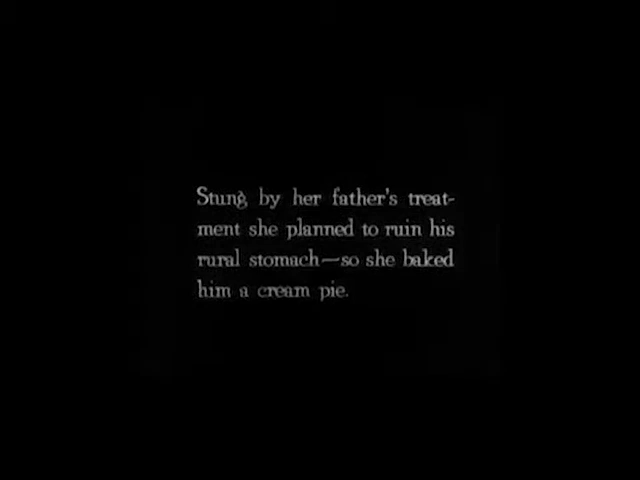 Stung by her father's treat-
ment she planned to ruin his
rural stomach—so she baked
him a cream pie.